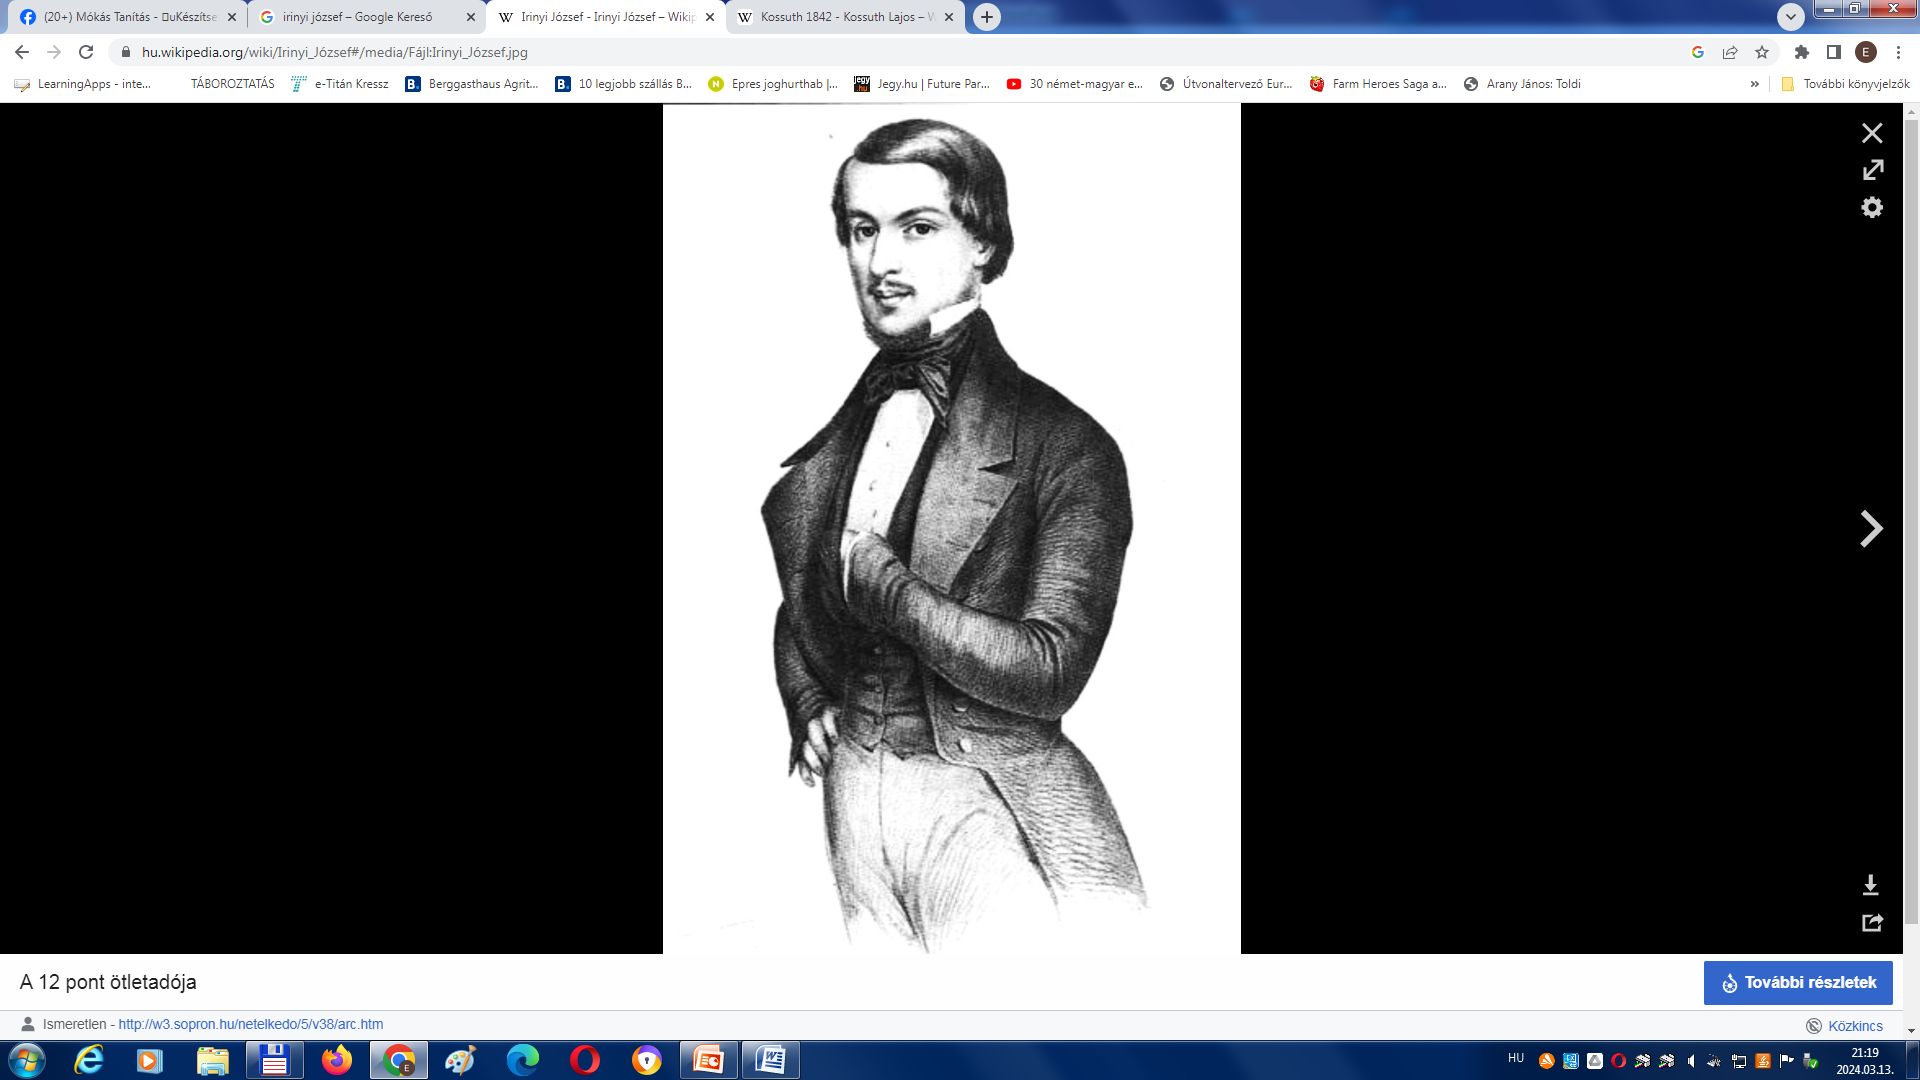 (20+) Mókás Tanítás - Készítse
irinyi józsef – Google Kereső
Irinyi József - Irinyi József – Wikip
Kossuth 1842 - Kossuth Lajos – W
hu.wikipedia.org/wiki/Irinyi_József#/media/Fájl:Irinyi_József.jpg
E
LearningApps - inte...
TÁBOROZTATÁS
e-Titán Kressz
Berggasthaus Agrit...
10 legjobb szállás B...
Epres joghurthab |...
Jegy.hu | Future Par...
30 német-magyar e...
Útvonaltervező Eur...
Farm Heroes Saga a...
Arany János: Toldi
»
További könyvjelzők
A 12 pont ötletadója
További részletek
Ismeretlen - http://w3.sopron.hu/netelkedo/5/v38/arc.htm
Közkincs
HU
21:19
2024.03.13.